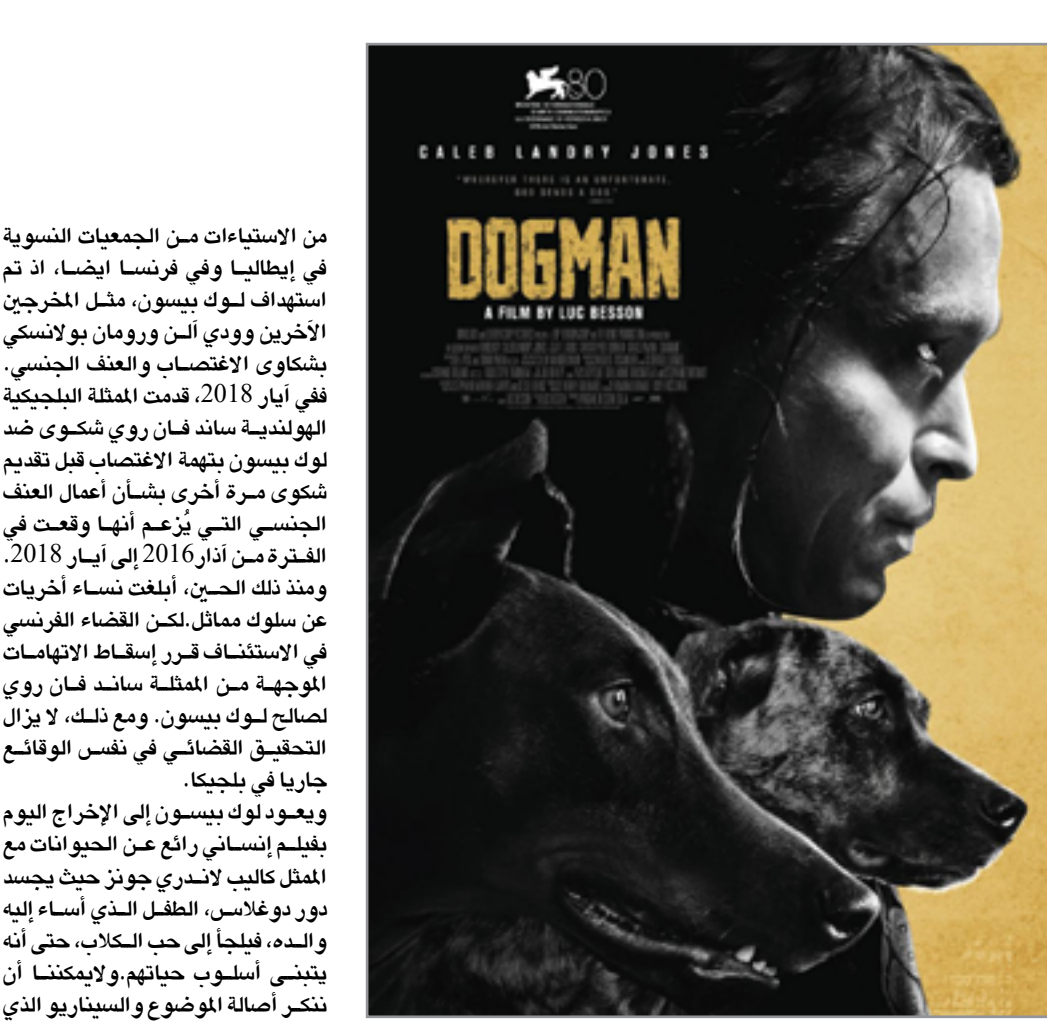 من الاستياءات من الجمعيات النسوية
في إيطاليا وفي فرنسا ايضا، اذ تم
استهداف لوك بيسون، مثل المخرجين
الآخرين وودي آلن ورومان بولانسكي
بشكاوى الاغتصاب والعنف الجنسي.
ففي آيار 2018، قدمت الممثلة البلجيكية
الهولندية ساند فان روي شكوى ضد
لوك بيسون بتهمة الاغتصاب قبل تقديم
شكوى مرة أخرى بشأن أعمال العنف
الجنسي التي يُزعم أنها وقعت في
الفترة من آذار2016 إلى آيار 2018.
ومنذ ذلك الحين، أبلغت نساء أخريات
عن سلوك مماثل.لكن القضاء الفرنسي
في الاستئناف قرر إسقاط الاتهامات
الموجهة من الممثلة ساند فان روي
لصالح لوك بيسون. ومع ذلك، لا يزال
التحقيق القضائي في نفس الوقائع
جاريا في بلجيكا.
ويعود لوك بيسون إلى الإخراج اليوم
بفيلم إنساني رائع عن الحيوانات مع
الممثل كاليب لاندري جونز حيث يجسد
دور دوغلاس، الطفل الذي أساء إليه
والده، فيلجأ إلى حب الكلاب، حتى أنه
يتبنى أسلوب حياتهم.ولايمكننا أن
ننكر أصالة الموضوع والسيناريو الذي
80
CALEB LANDRY JONES
"WHEREVER THERE IS AN UNFORTUNATE,
GOD SENDS A DOG."
DOGMAN
A FILM BY LUC BESSON